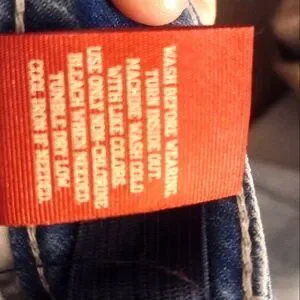 WASH BEFORE WEARING.
TURN INSIDE OUT.
MACHINE WASH COLD
WITH LIKE COLORS.
USE ONLY NON-CHLORINE
BLEACH WHEN NEEDED.
TUMBLE DRY LOW.
COOL IRON IF NEEDED.